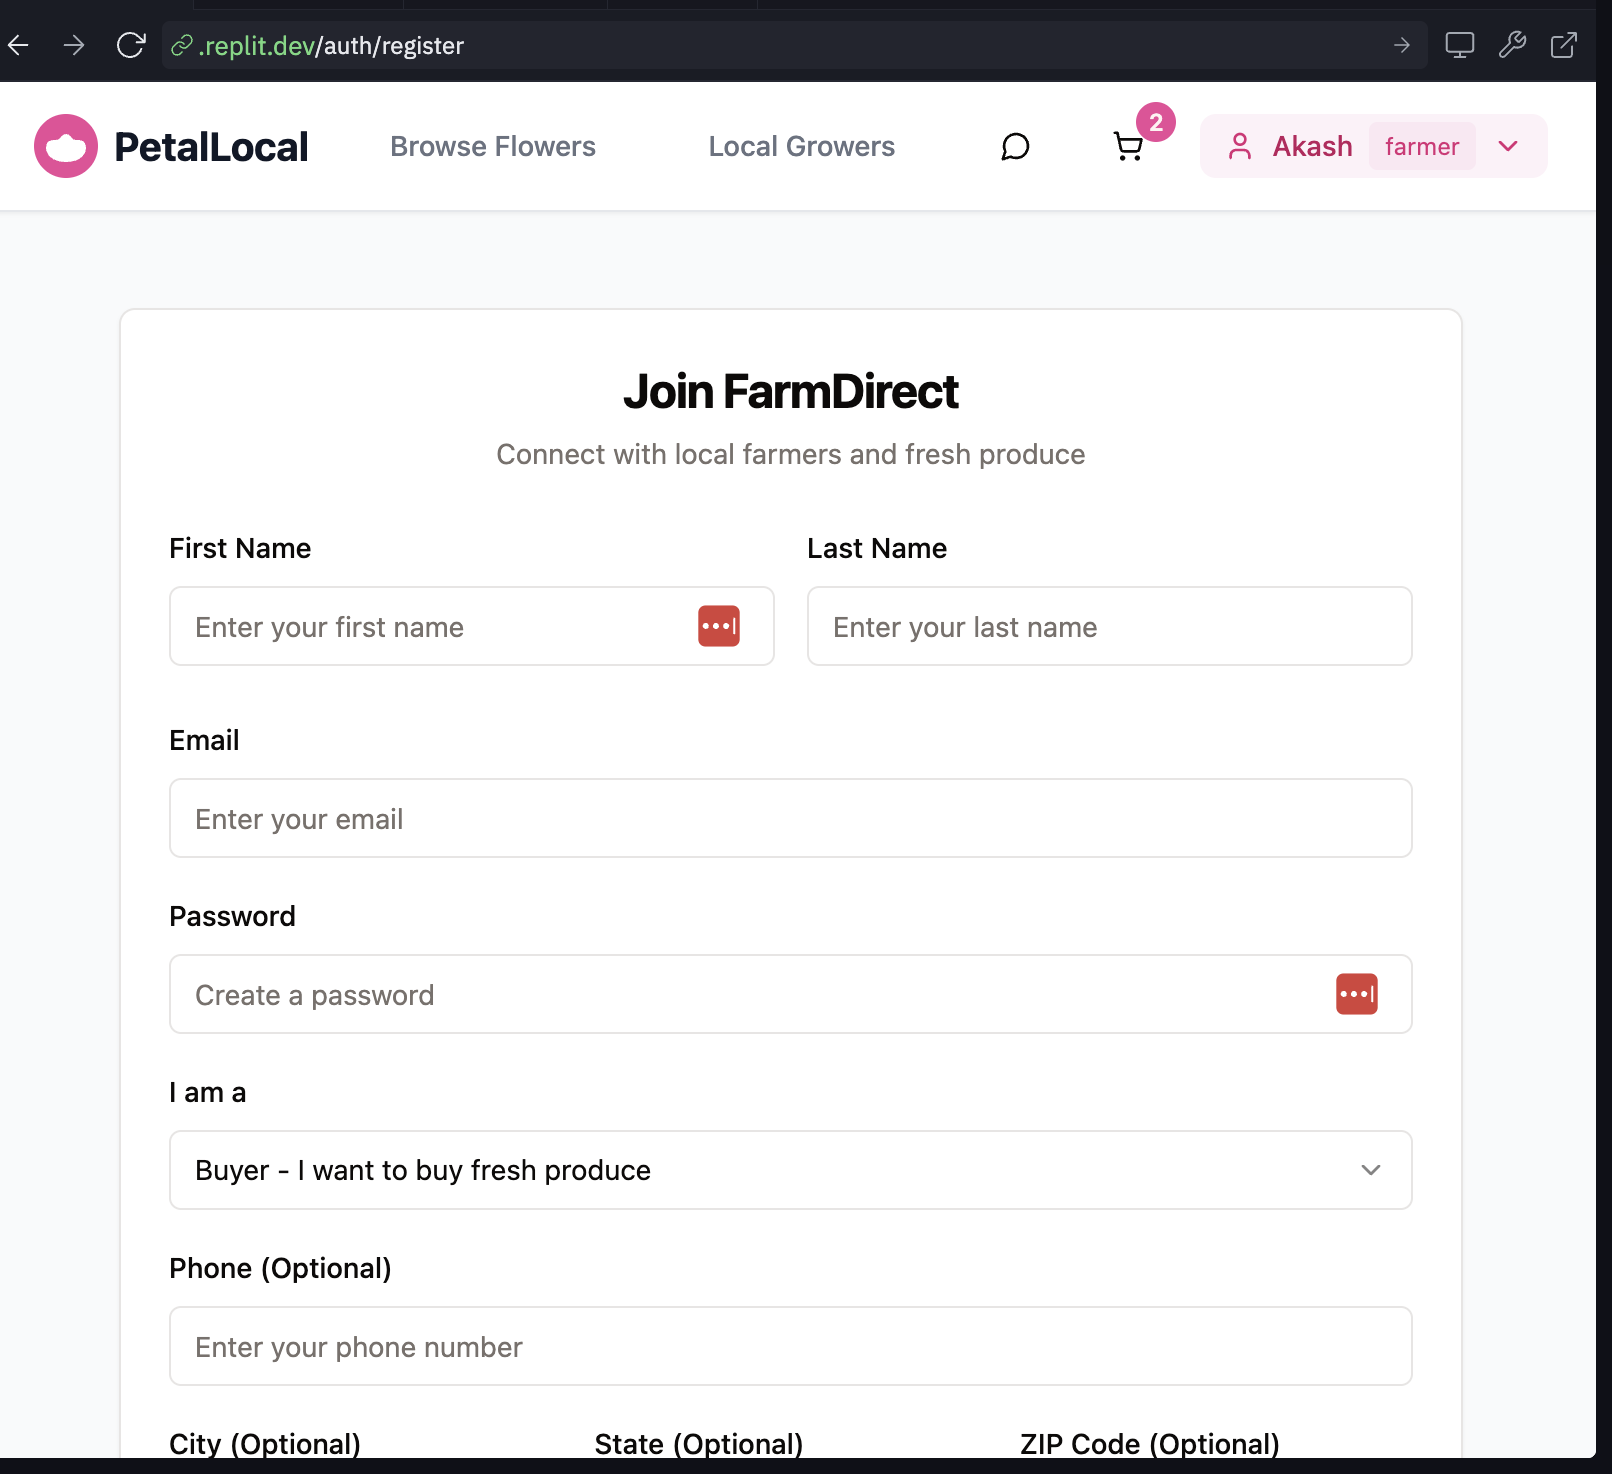 .replit.dev/auth/register
PetalLocal
Browse Flowers
Local Growers
2
Akash
farmer
Join FarmDirect
Connect with local farmers and fresh produce
First Name
Last Name
Enter your first name
Enter your last name
Email
Enter your email
Password
Create a password
I am a
Buyer - I want to buy fresh produce
Phone (Optional)
Enter your phone number
City (Optional)
State (Optional)
ZIP Code (Optional)